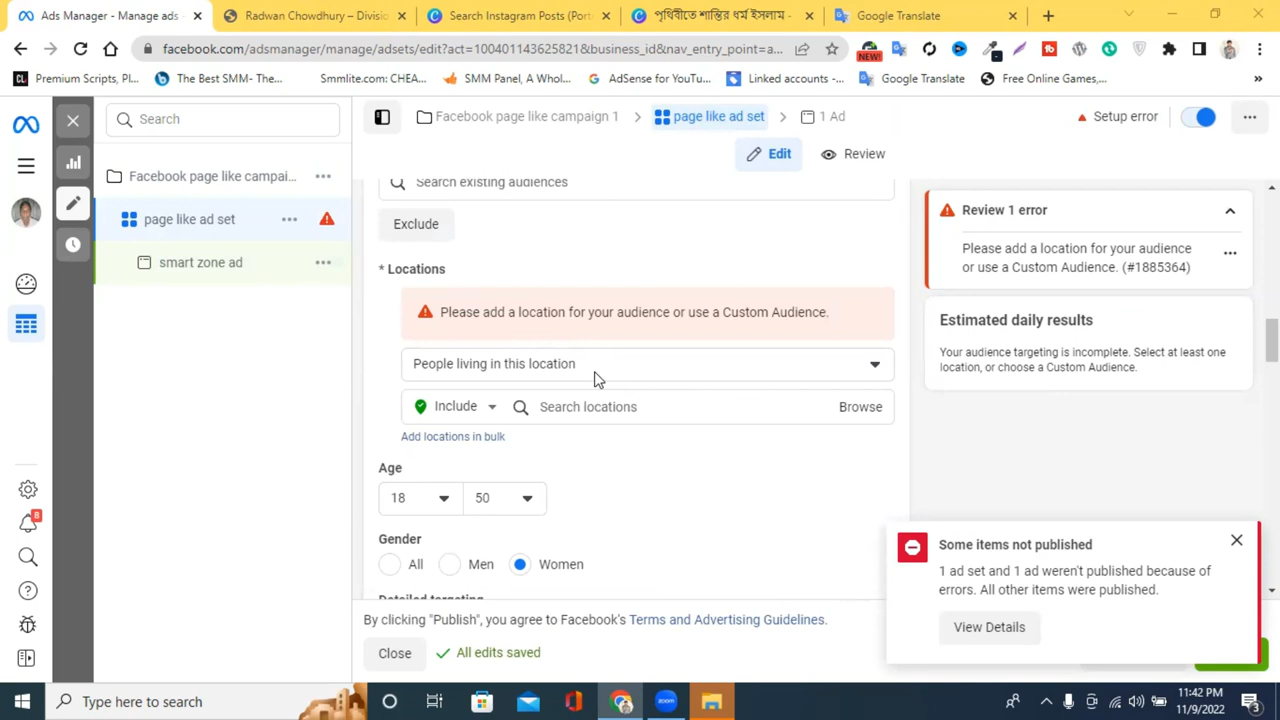 Ads Manager - Manage ads -
Radwan Chowdhury – Division
Search Instagram Posts (Port
পৃথিবীতে শান্তির ধর্ম ইসলাম -
Google Translate
facebook.com/adsmanager/manage/adsets/edit?act=100401143625821&business_id&nav_entry_point=a...
NEW!
Premium Scripts, Pl...
The Best SMM- The...
Smmlite.com: CHEA...
SMM Panel, A Whol...
AdSense for YouTu...
Linked accounts -...
Google Translate
Free Online Games,...
»
Search
Facebook page like campaign 1
page like ad set
1 Ad
Setup error
Edit
Review
Facebook page like campai...
page like ad set
smart zone ad
Search existing audiences
Exclude
* Locations
Please add a location for your audience or use a Custom Audience.
People living in this location
Include
Search locations
Browse
Add locations in bulk
Age
18
50
Gender
All
Men
Women
Detailed targeting
Review 1 error
Please add a location for your audience
or use a Custom Audience. (#1885364)
Estimated daily results
Your audience targeting is incomplete. Select at least one
location, or choose a Custom Audience.
Some items not published
1 ad set and 1 ad weren't published because of
errors. All other items were published.
View Details
8
By clicking "Publish", you agree to Facebook's Terms and Advertising Guidelines.
Close
All edits saved
Type here to search
zoom
11:42 PM
11/9/2022
3